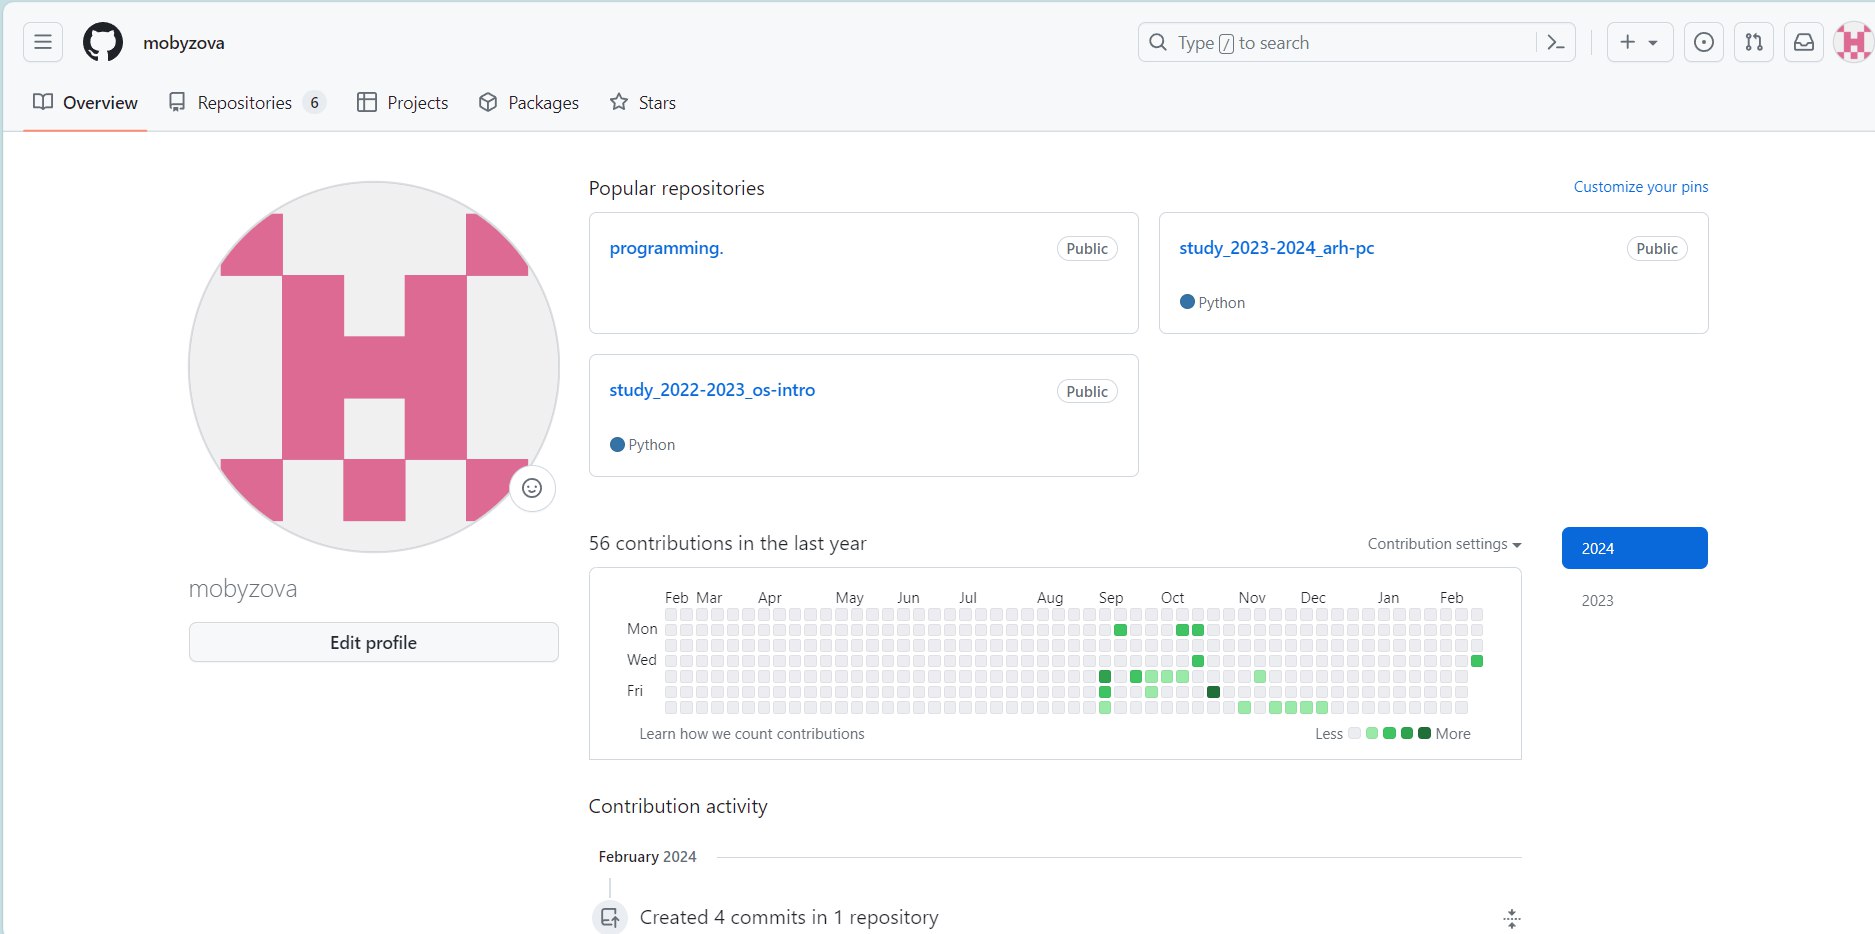 mobyzova
Type / to search
Overview
Repositories 6
Projects
Packages
Stars
Popular repositories
Customize your pins
programming.
Public
study_2023-2024_arh-pc
Public
Python
study_2022-2023_os-intro
Public
Python
56 contributions in the last year
Contribution settings
2024
2023
Feb Mar Apr May Jun Jul Aug Sep Oct Nov Dec Jan Feb
Mon
Wed
Fri
Learn how we count contributions
Less
More
mobyzova
Edit profile
Contribution activity
February 2024
Created 4 commits in 1 repository